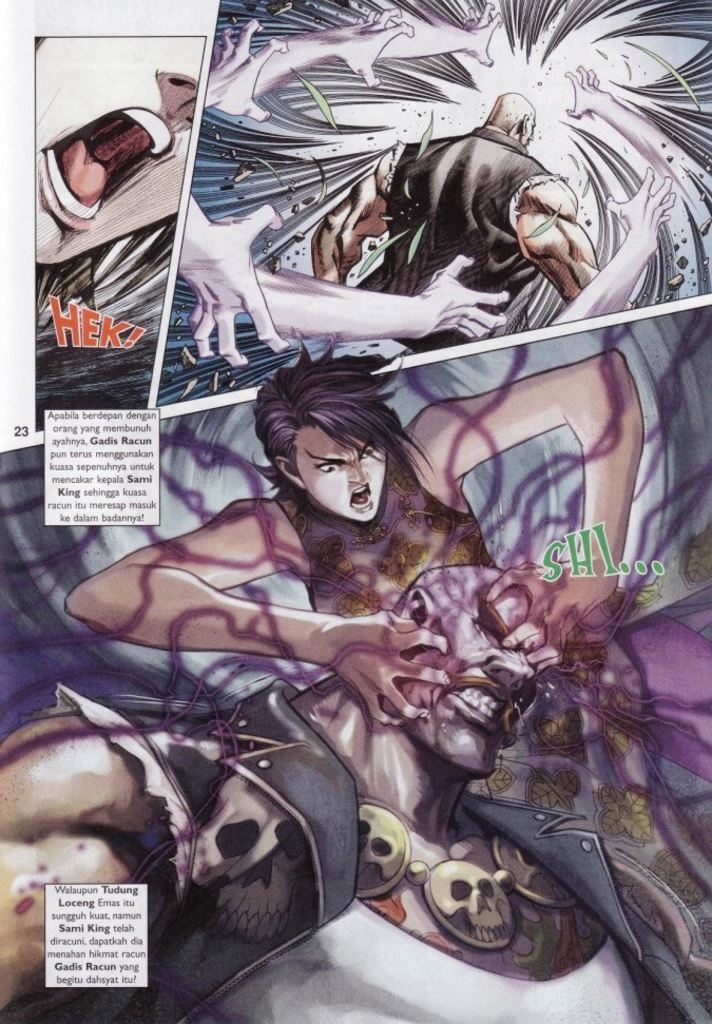 HEK!
23
Apabila berdepan dengan
orang yang membunuh
ayahnya, Gadis Racun
pun terus menggunakan
kuasa sepenuhnya untuk
mencakar kepala Sami
King sehingga kuasa
racun itu meresap masuk
ke dalam badannya!
SHI...
Walaupun Tudung
Loceng Emas itu
sungguh kuat, namun
Sami King telah
diracuni, dapatkah dia
menahan hikmat racun
Gadis Racun yang
begitu dahsyat itu?